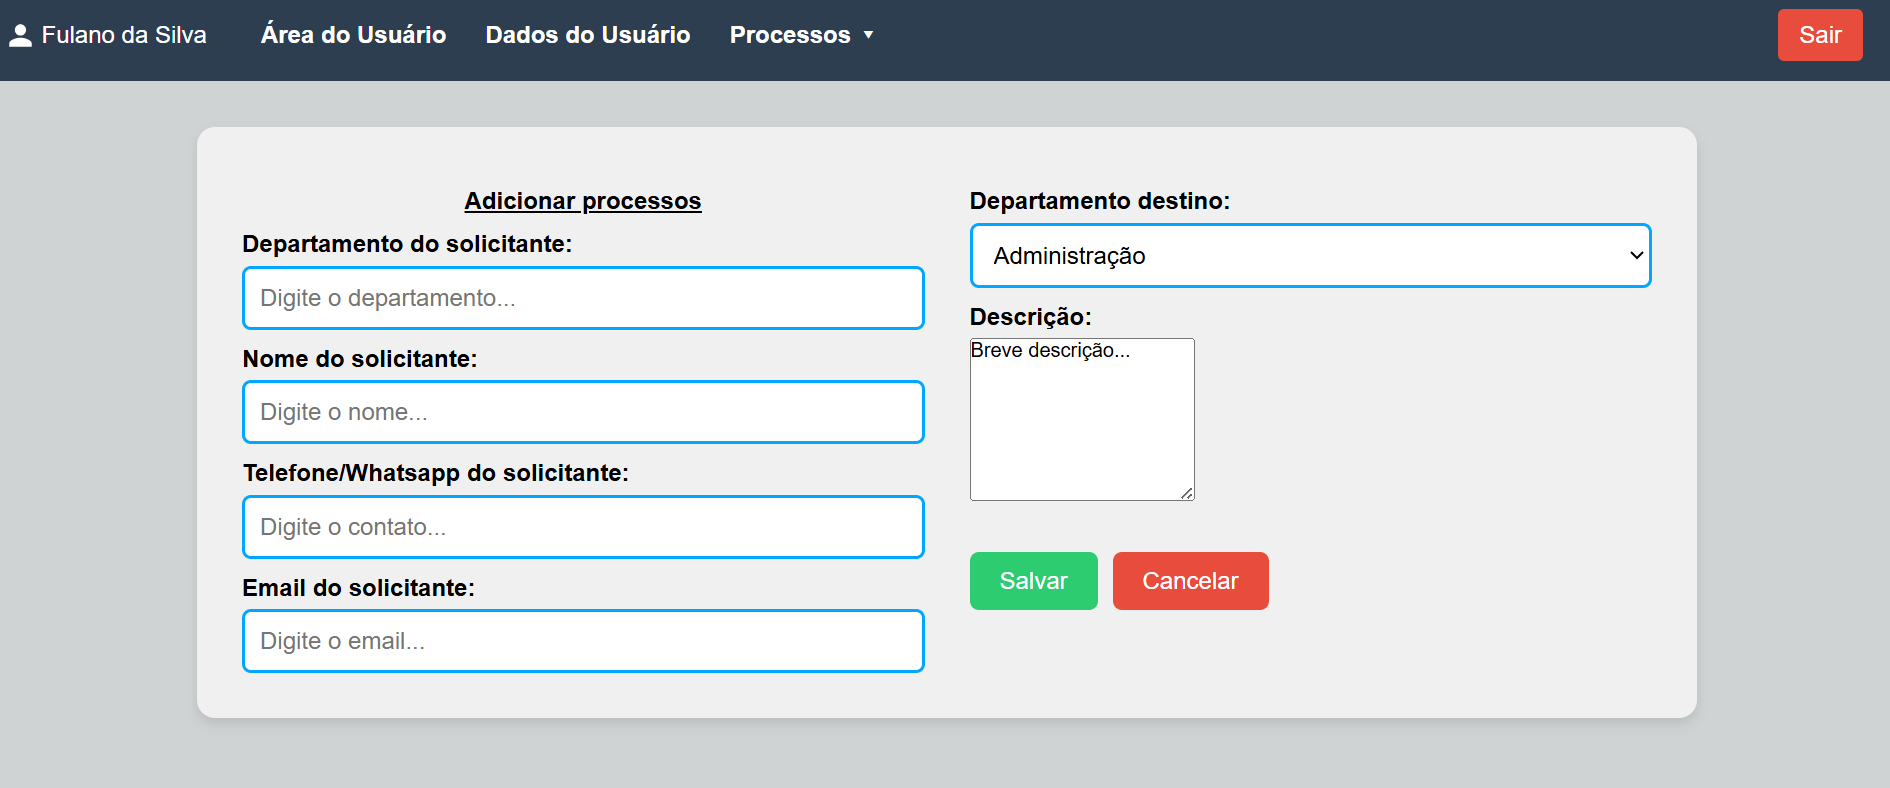 Fulano da Silva Área do Usuário Dados do Usuário Processos ▼ Sair
Adicionar processos
Departamento do solicitante:
Digite o departamento...
Nome do solicitante:
Digite o nome...
Telefone/Whatsapp do solicitante:
Digite o contato...
Email do solicitante:
Digite o email...
Departamento destino:
Administração
Descrição:
Breve descrição...
Salvar Cancelar